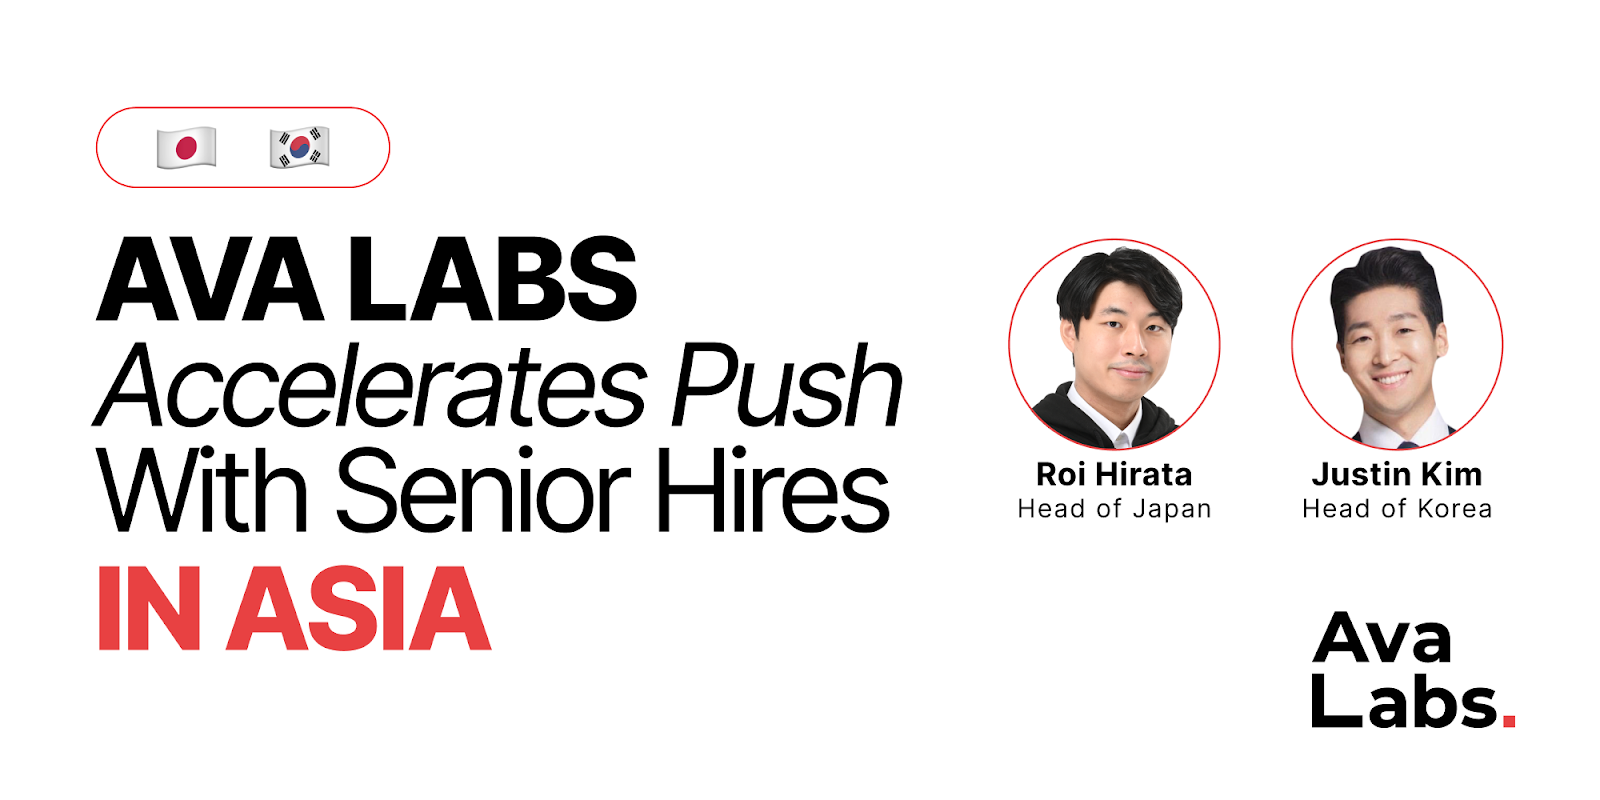 AVA LABS
Accelerates Push
With Senior Hires
IN ASIA
Roi Hirata
Head of Japan
Justin Kim
Head of Korea
Ava
Labs.